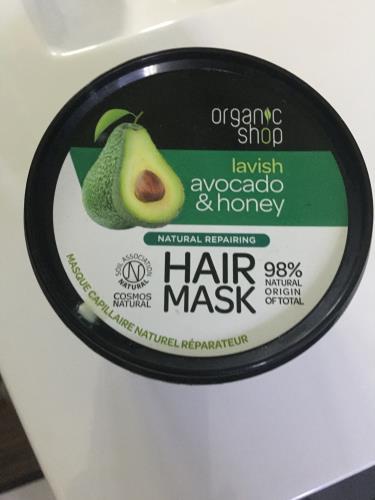 organic
shop
lavish
avocado
& honey
NATURAL REPAIRING
HAIR
MASK
98%
NATURAL
ORIGIN
OF TOTAL
SOIL ASSOCIATION
NATURAL
COSMOS
NATURAL
MASQUE CAPILLAIRE NATUREL RÉPARATEUR